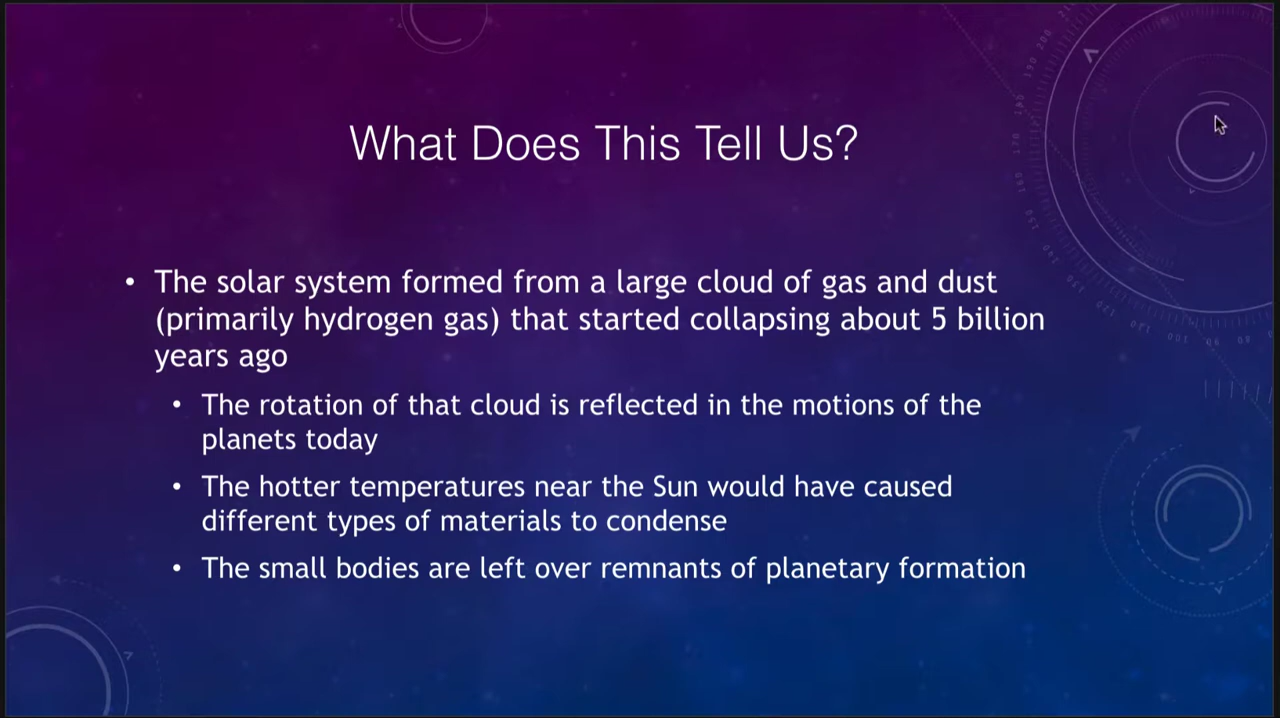 What Does This Tell Us?
• The solar system formed from a large cloud of gas and dust
(primarily hydrogen gas) that started collapsing about 5 billion
years ago
• The rotation of that cloud is reflected in the motions of the
planets today
• The hotter temperatures near the Sun would have caused
different types of materials to condense
• The small bodies are left over remnants of planetary formation